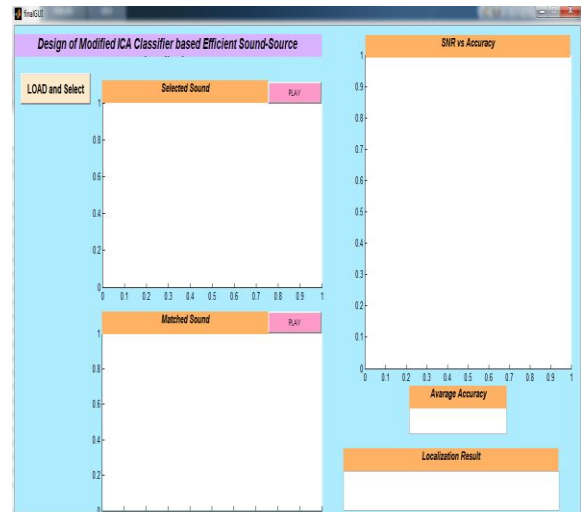 finalGUI
Design of Modified ICA Classifier based Efficient Sound-Source
LOAD and Select
Selected Sound
PLAY
1
0.8
0.6
0.4
0.2
0
0 0.1 0.2 0.3 0.4 0.5 0.6 0.7 0.8 0.9 1
Matched Sound
PLAY
1
0.8
0.6
0.4
0.2
0
SNR vs Accuracy
1
0.9
0.8
0.7
0.6
0.5
0.4
0.3
0.2
0.1
0
0 0.1 0.2 0.3 0.4 0.5 0.6 0.7 0.8 0.9 1
Avarage Accuracy
Localization Result